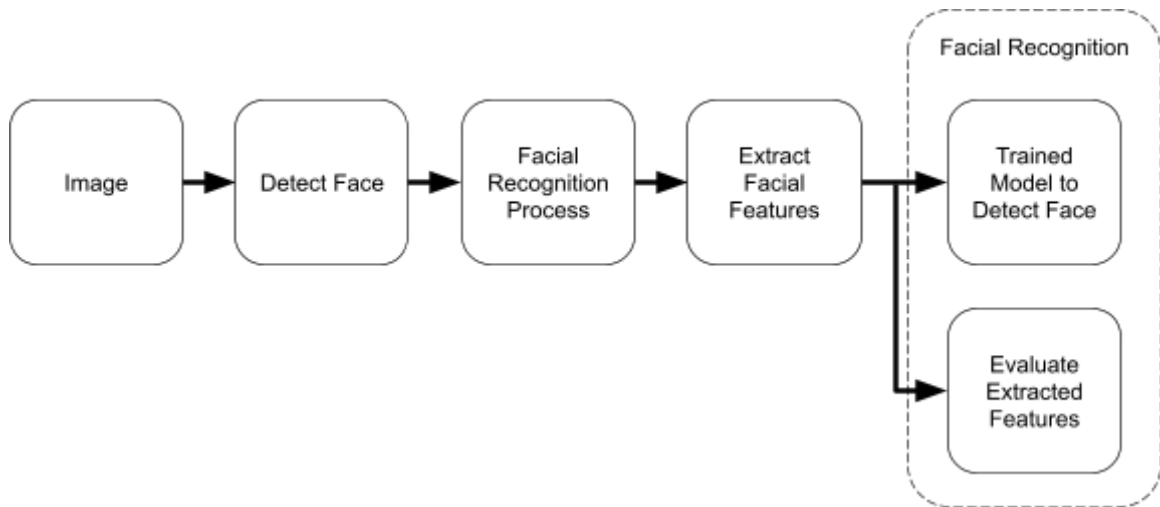 Facial Recognition
Image
Detect Face
Facial
Recognition
Process
Extract
Facial
Features
Trained
Model to
Detect Face
Evaluate
Extracted
Features